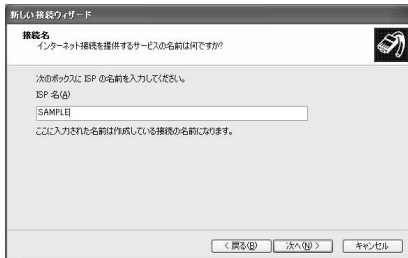 新しい接続ウィザード
接続名
インターネット接続を提供するサービスの名前は何ですか?
次のボックスに ISP の名前を入力してください。
ISP 名(A)
SAMPLE
ここに入力された名前は作成している接続の名前になります。
< 戻る(B) 次へ(N) > キャンセル